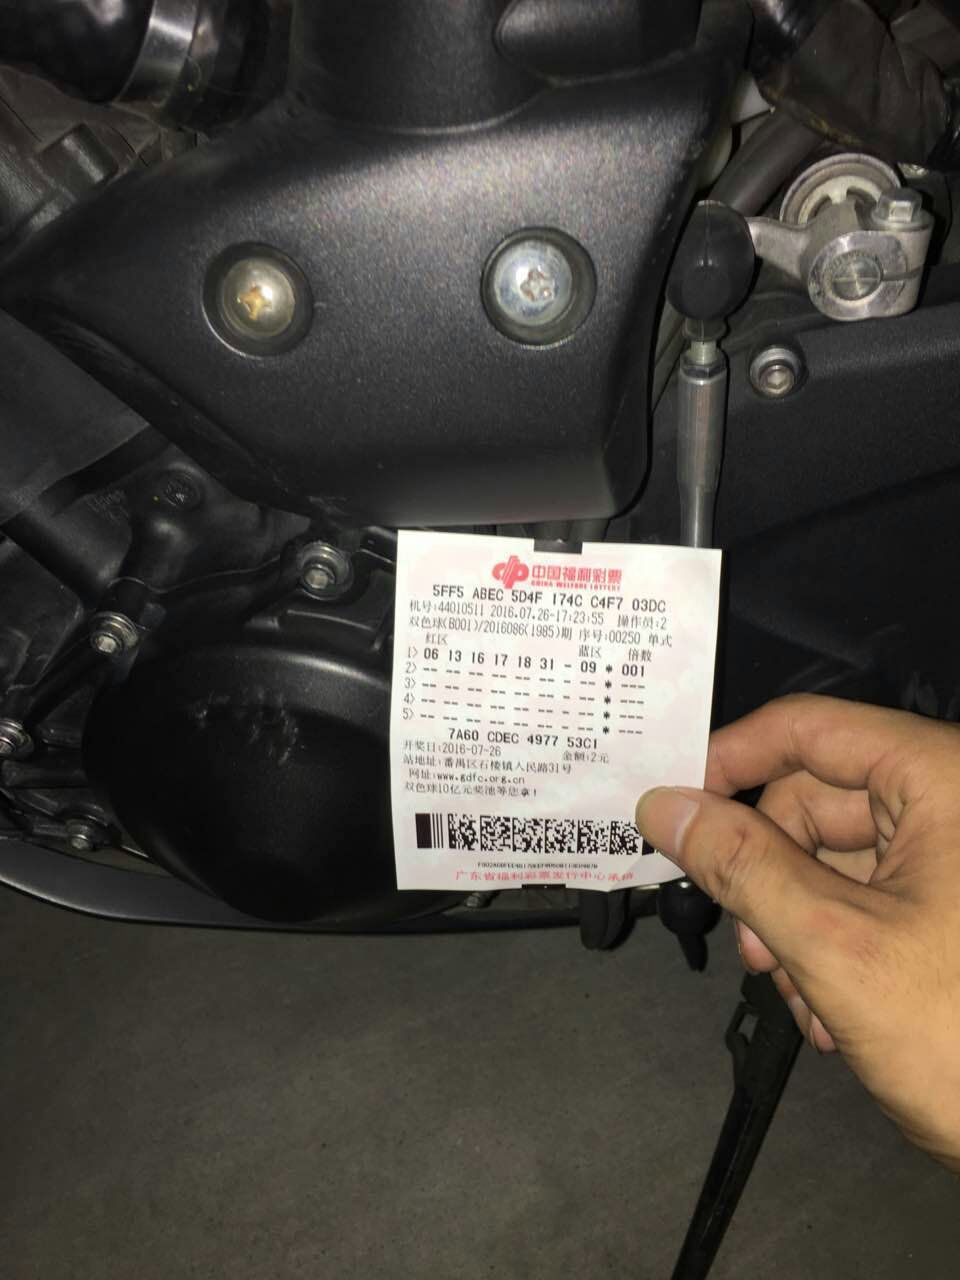 中国福利彩票
CHINA WELFARE LOTTERY
5FF5 ABEC 5D4F 174C C4F7 03DC
机号:44010511 2016.07.26-17:23:55 操作员:2
双色球(B001)/2016086(1985)期 序号:00250 单式
红区 蓝区 倍数
1> 06 13 16 17 18 31 - 09 * 001
2> -- -- -- -- -- -- - -- * ---
3> -- -- -- -- -- -- - -- * ---
4> -- -- -- -- -- -- - -- * ---
5> -- -- -- -- -- -- - -- * ---
7A60 CDEC 4977 53C1
开奖日:2016-07-26 金额:2元
站地址:番禺区石楼镇人民路31号
网址:www.gdfc.org.cn
双色球10亿元奖池等您拿!
广东省福利彩票发行中心承销